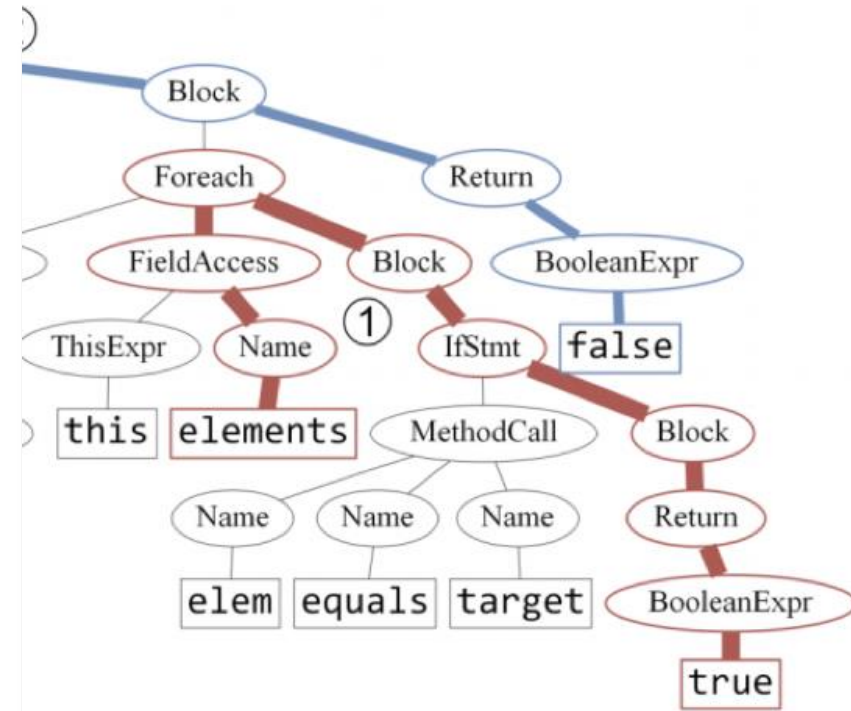 Block
Foreach
Return
FieldAccess
Block
BooleanExpr
1
ThisExpr
Name
IfStmt
false
this
elements
MethodCall
Block
Name
Name
Name
Return
elem
equals
target
BooleanExpr
true